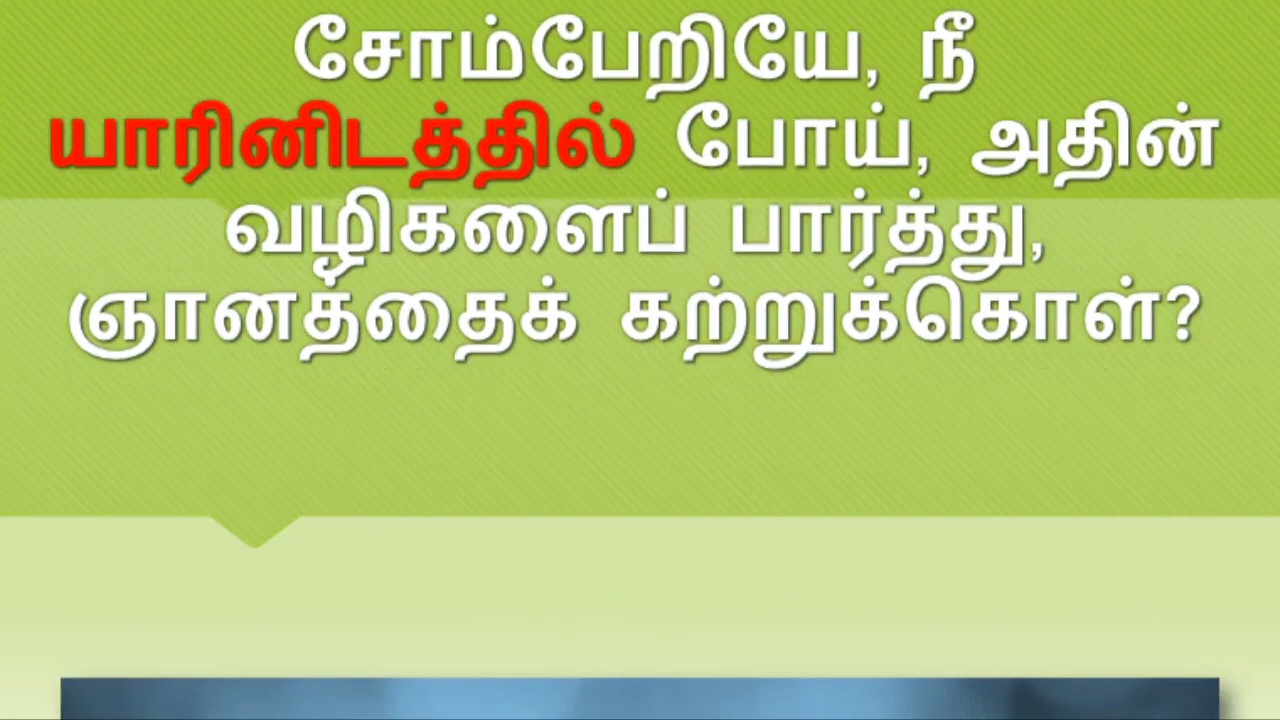 சோம்பேறியே, நீ
யாரினிடத்தில் போய், அதின்
வழிகளைப் பார்த்து,
ஞானத்தைக் கற்றுக்கொள்?